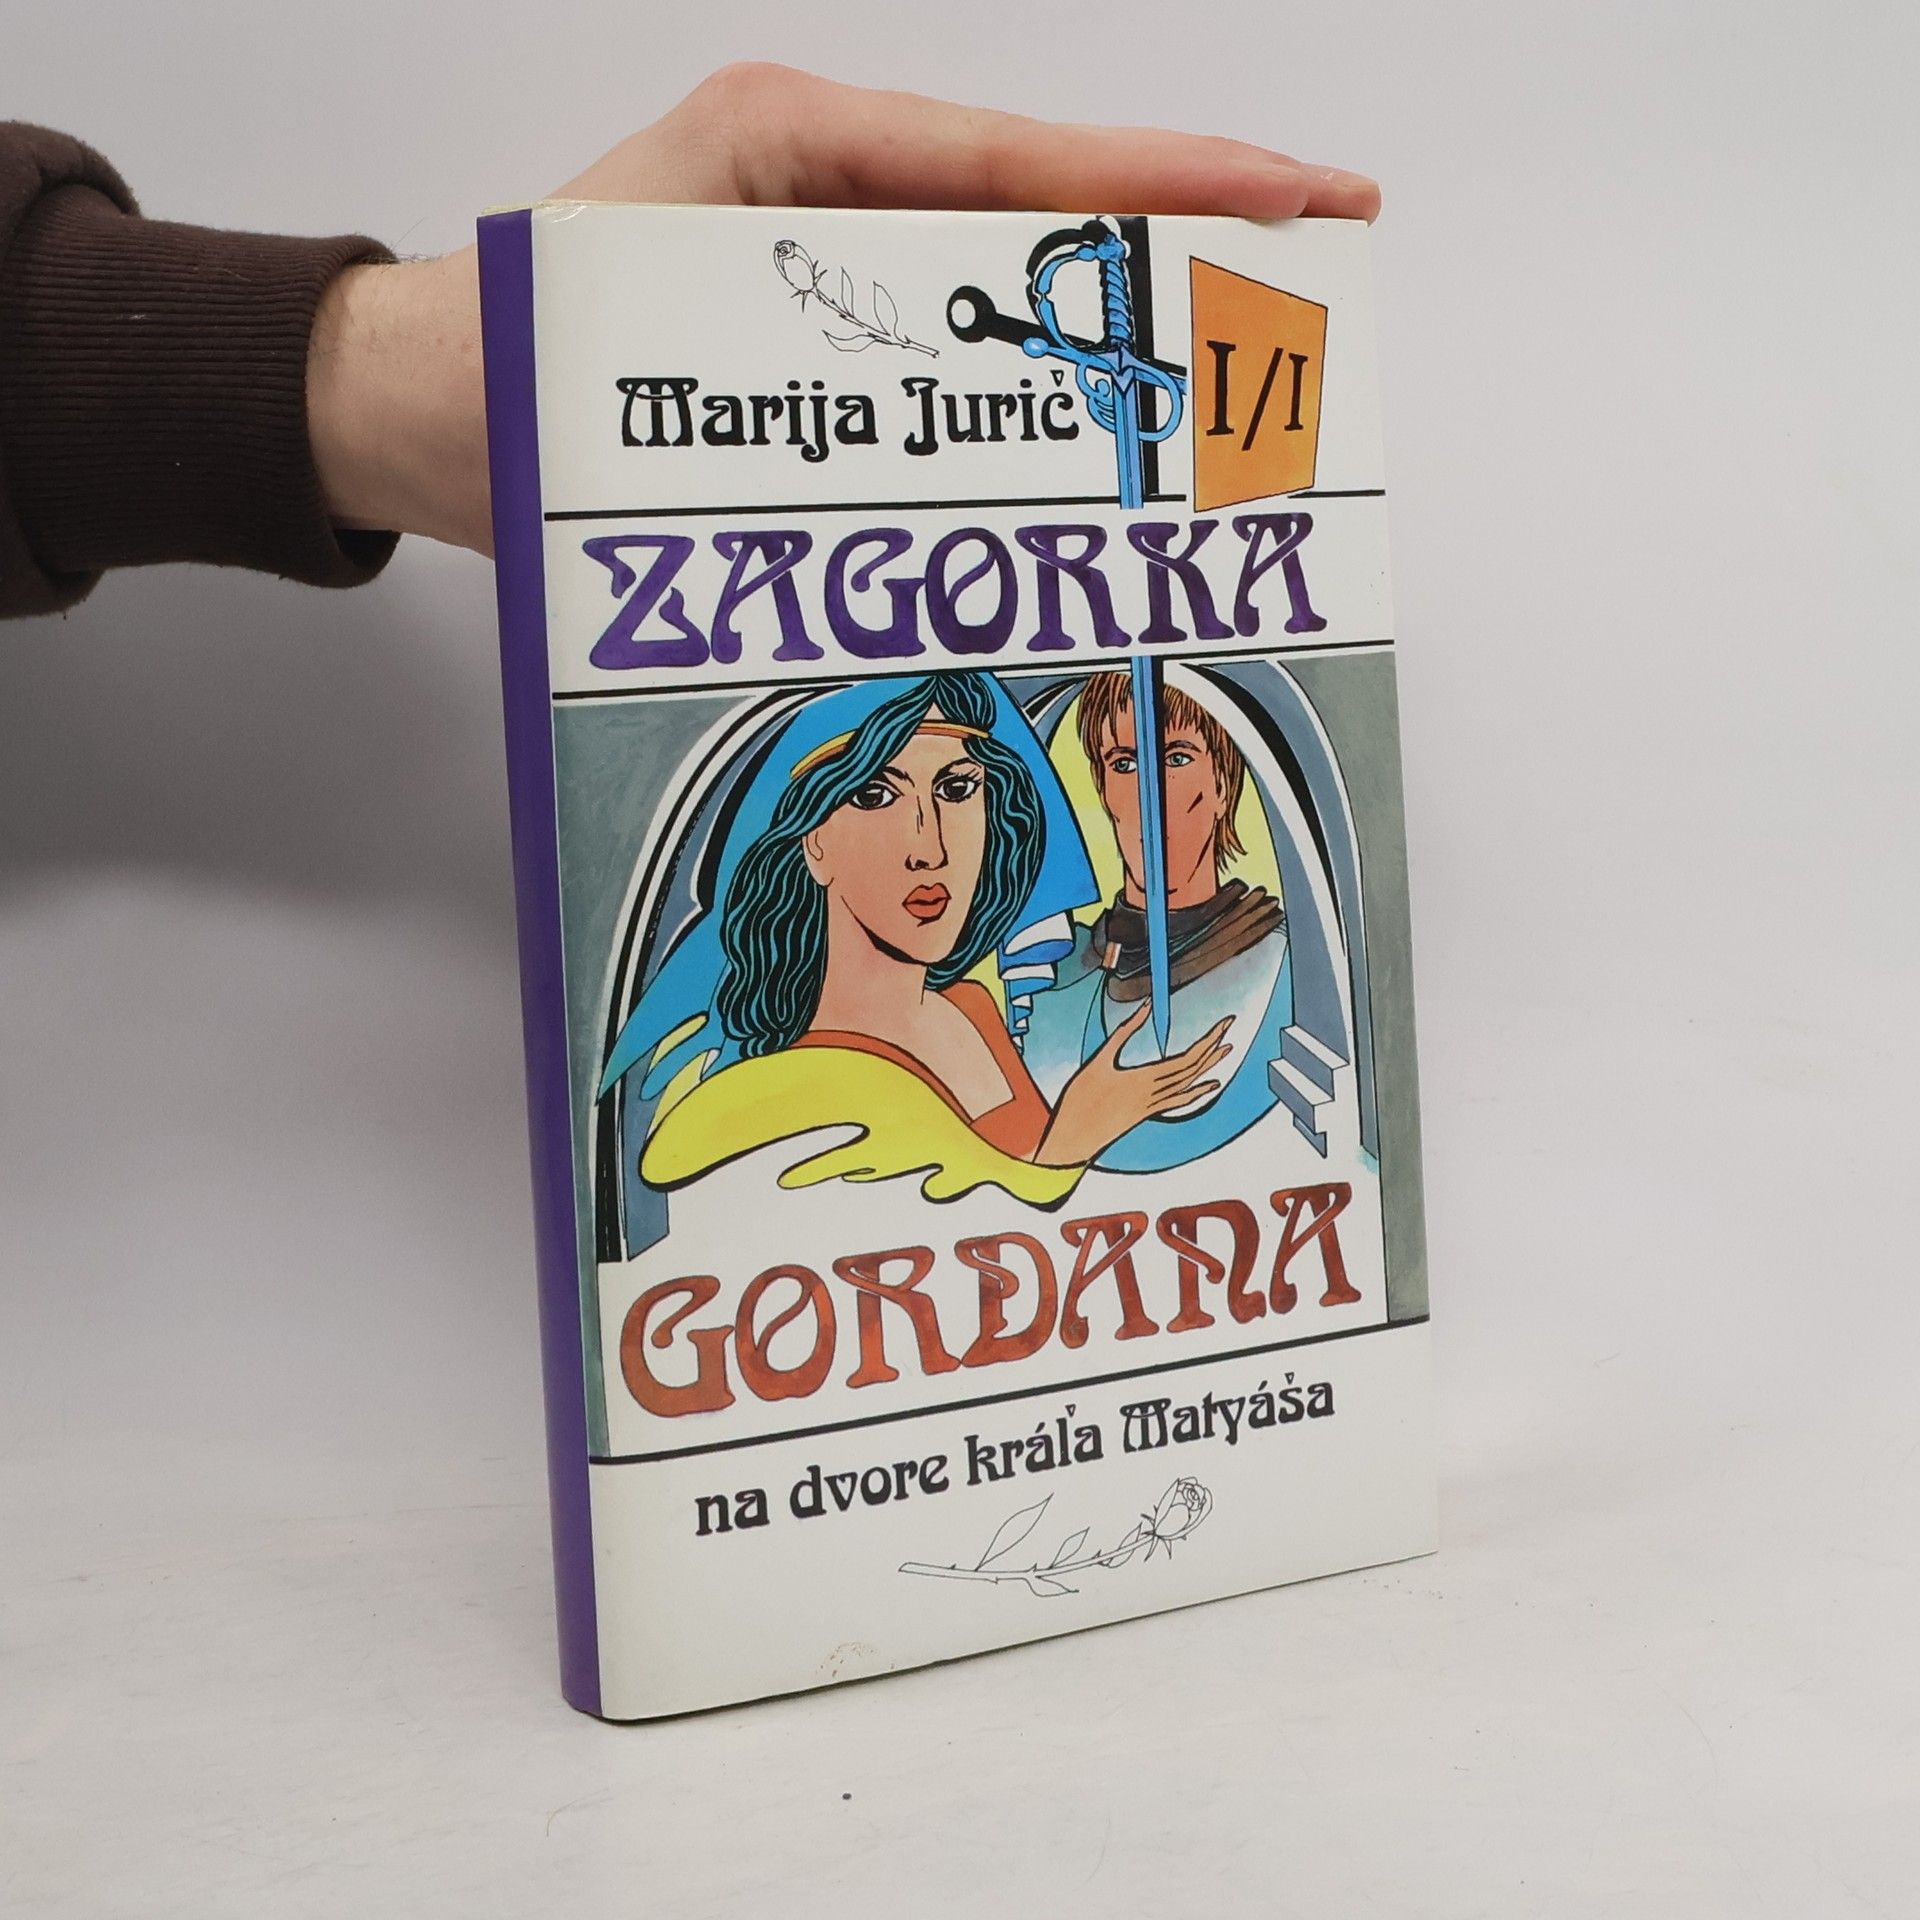 I/I
Marija Jurič
ZAGORKA
GORDANA
na dvore kráľa Matyáša